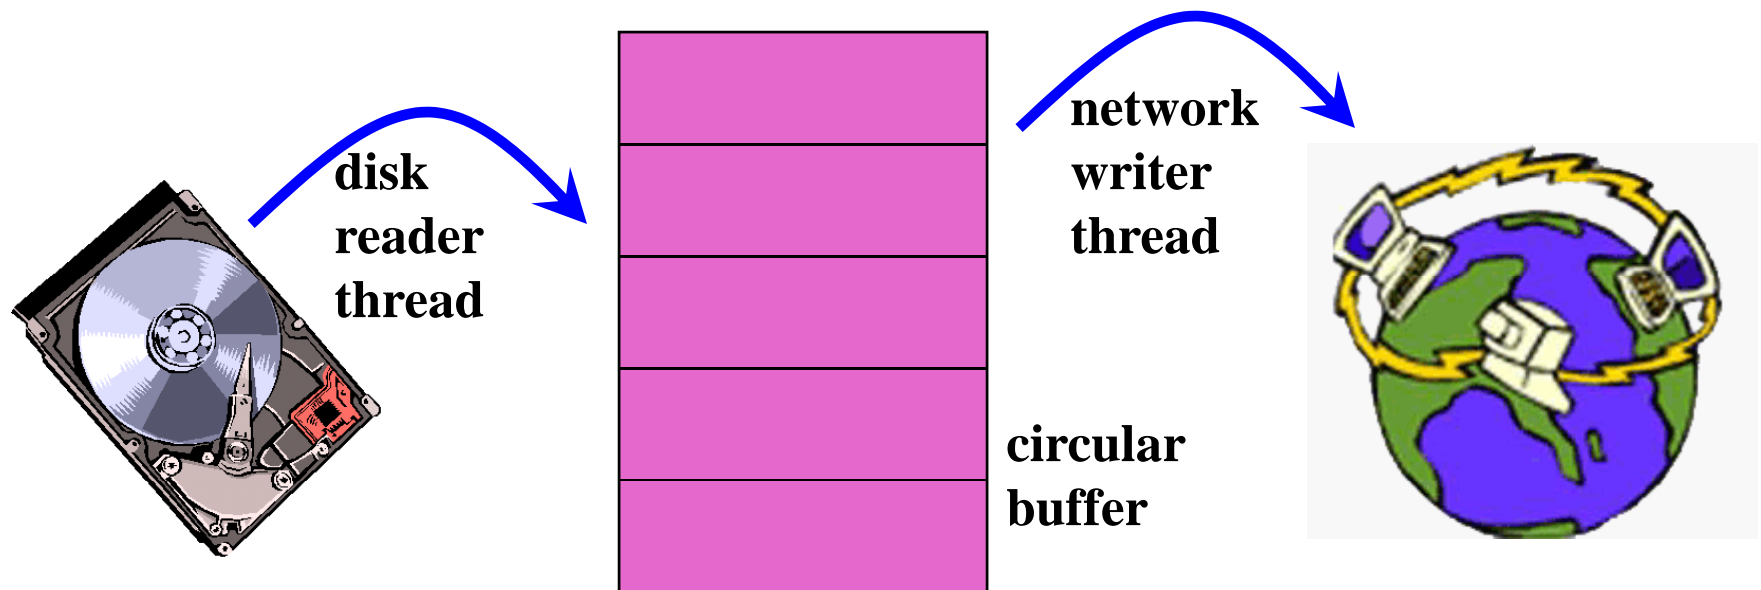 disk
reader
thread
network
writer
thread
circular
buffer